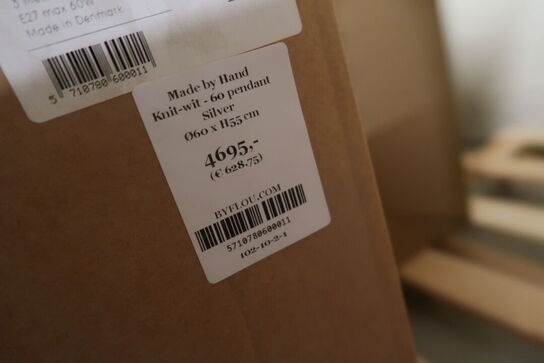 E27 max 60W
Made in Denmark
5 710780 600011
Made by Hand
Knit-wit - 60 pendant
Silver
Ø60 x H55 cm
4695,-
(€ 628.75)
BYFLOU.COM
5710780600011
102-10-2-1